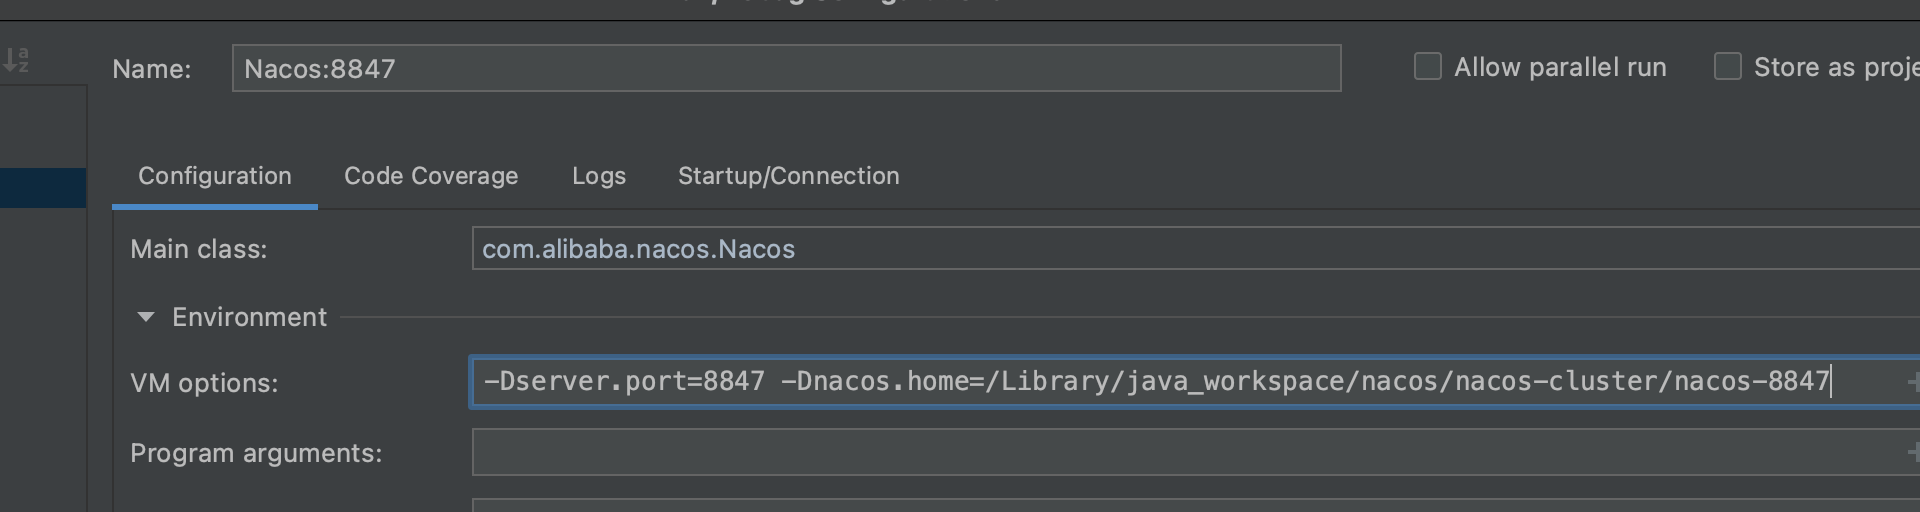 Name:
Nacos:8847
Allow parallel run
Store as proje
Configuration
Code Coverage
Logs
Startup/Connection
Main class:
com.alibaba.nacos.Nacos
Environment
VM options:
-Dserver.port=8847 -Dnacos.home=/Library/java_workspace/nacos/nacos-cluster/nacos-8847
Program arguments: